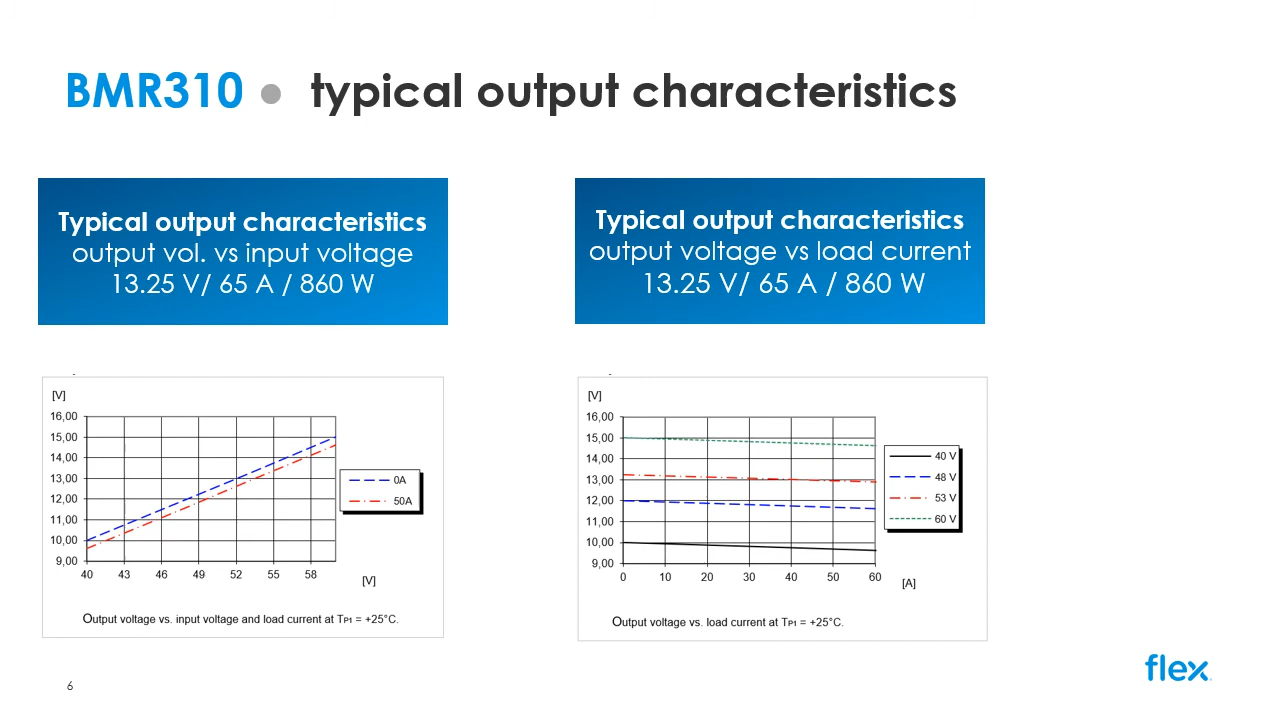 BMR310 ● typical output characteristics
Typical output characteristics
output vol. vs input voltage
13.25 V/ 65 A / 860 W
Typical output characteristics
output voltage vs load current
13.25 V/ 65 A / 860 W
[V]
16,00
15,00
14,00
13,00
12,00
11,00
10,00
9,00
40 43 46 49 52 55 58
[V]
0A
50A
Output voltage vs. input voltage and load current at TP1 = +25°C.
[V]
16,00
15,00
14,00
13,00
12,00
11,00
10,00
9,00
0 10 20 30 40 50 60
[A]
40 V
48 V
53 V
60 V
Output voltage vs. load current at TP1 = +25°C.
flex
6